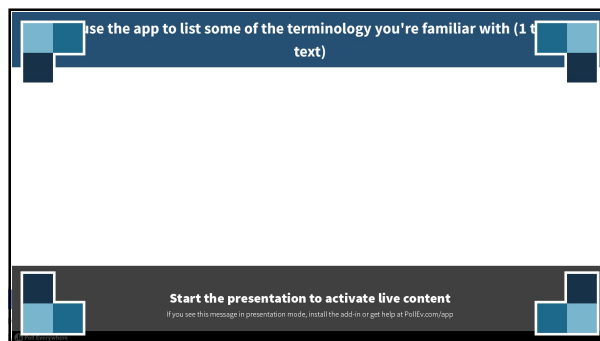 use the app to list some of the terminology you're familiar with (1 t
text)
Start the presentation to activate live content
If you see this message in presentation mode, install the add-in or get help at PollEv.com/app
Poll Everywhere